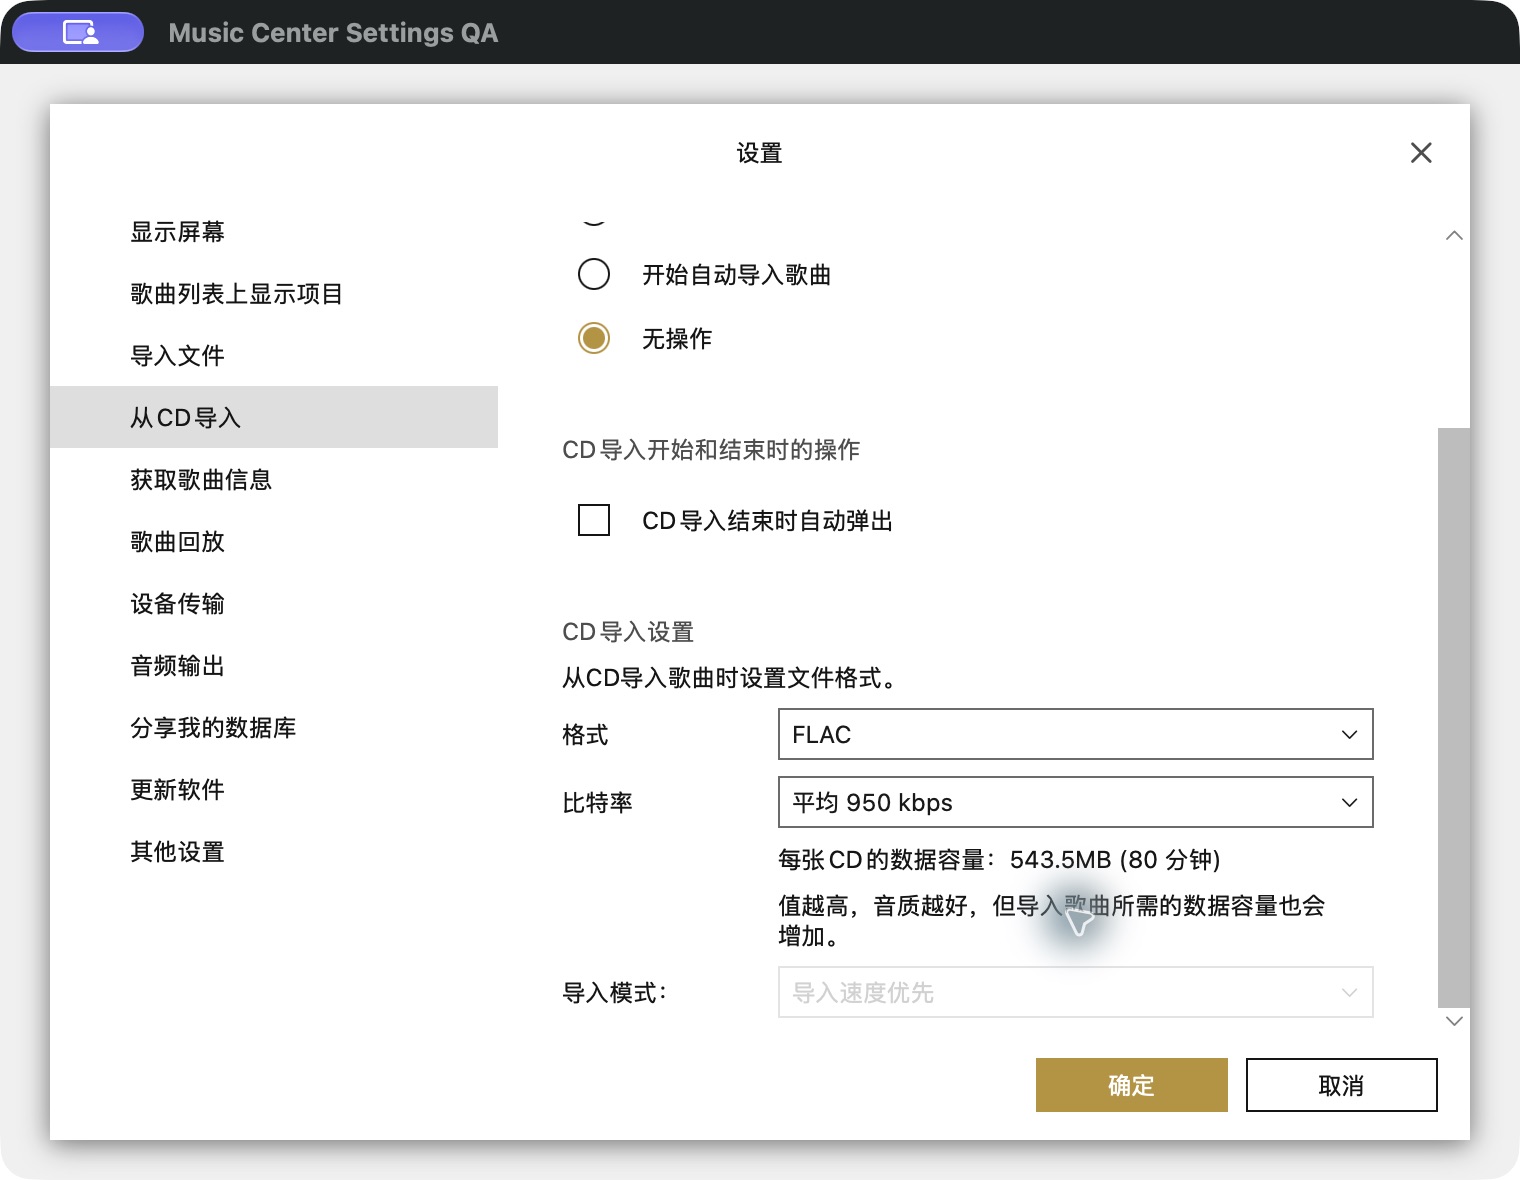 Music Center Settings QA
设置
显示屏幕
歌曲列表上显示项目
导入文件
从CD导入
获取歌曲信息
歌曲回放
设备传输
音频输出
分享我的数据库
更新软件
其他设置
开始自动导入歌曲
无操作
CD导入开始和结束时的操作
CD导入结束时自动弹出
CD导入设置
从CD导入歌曲时设置文件格式。
格式
FLAC
比特率
平均 950 kbps
每张CD的数据容量：543.5MB (80 分钟)
值越高，音质越好，但导入歌曲所需的数据容量也会
增加。
导入模式：
导入速度优先
确定
取消